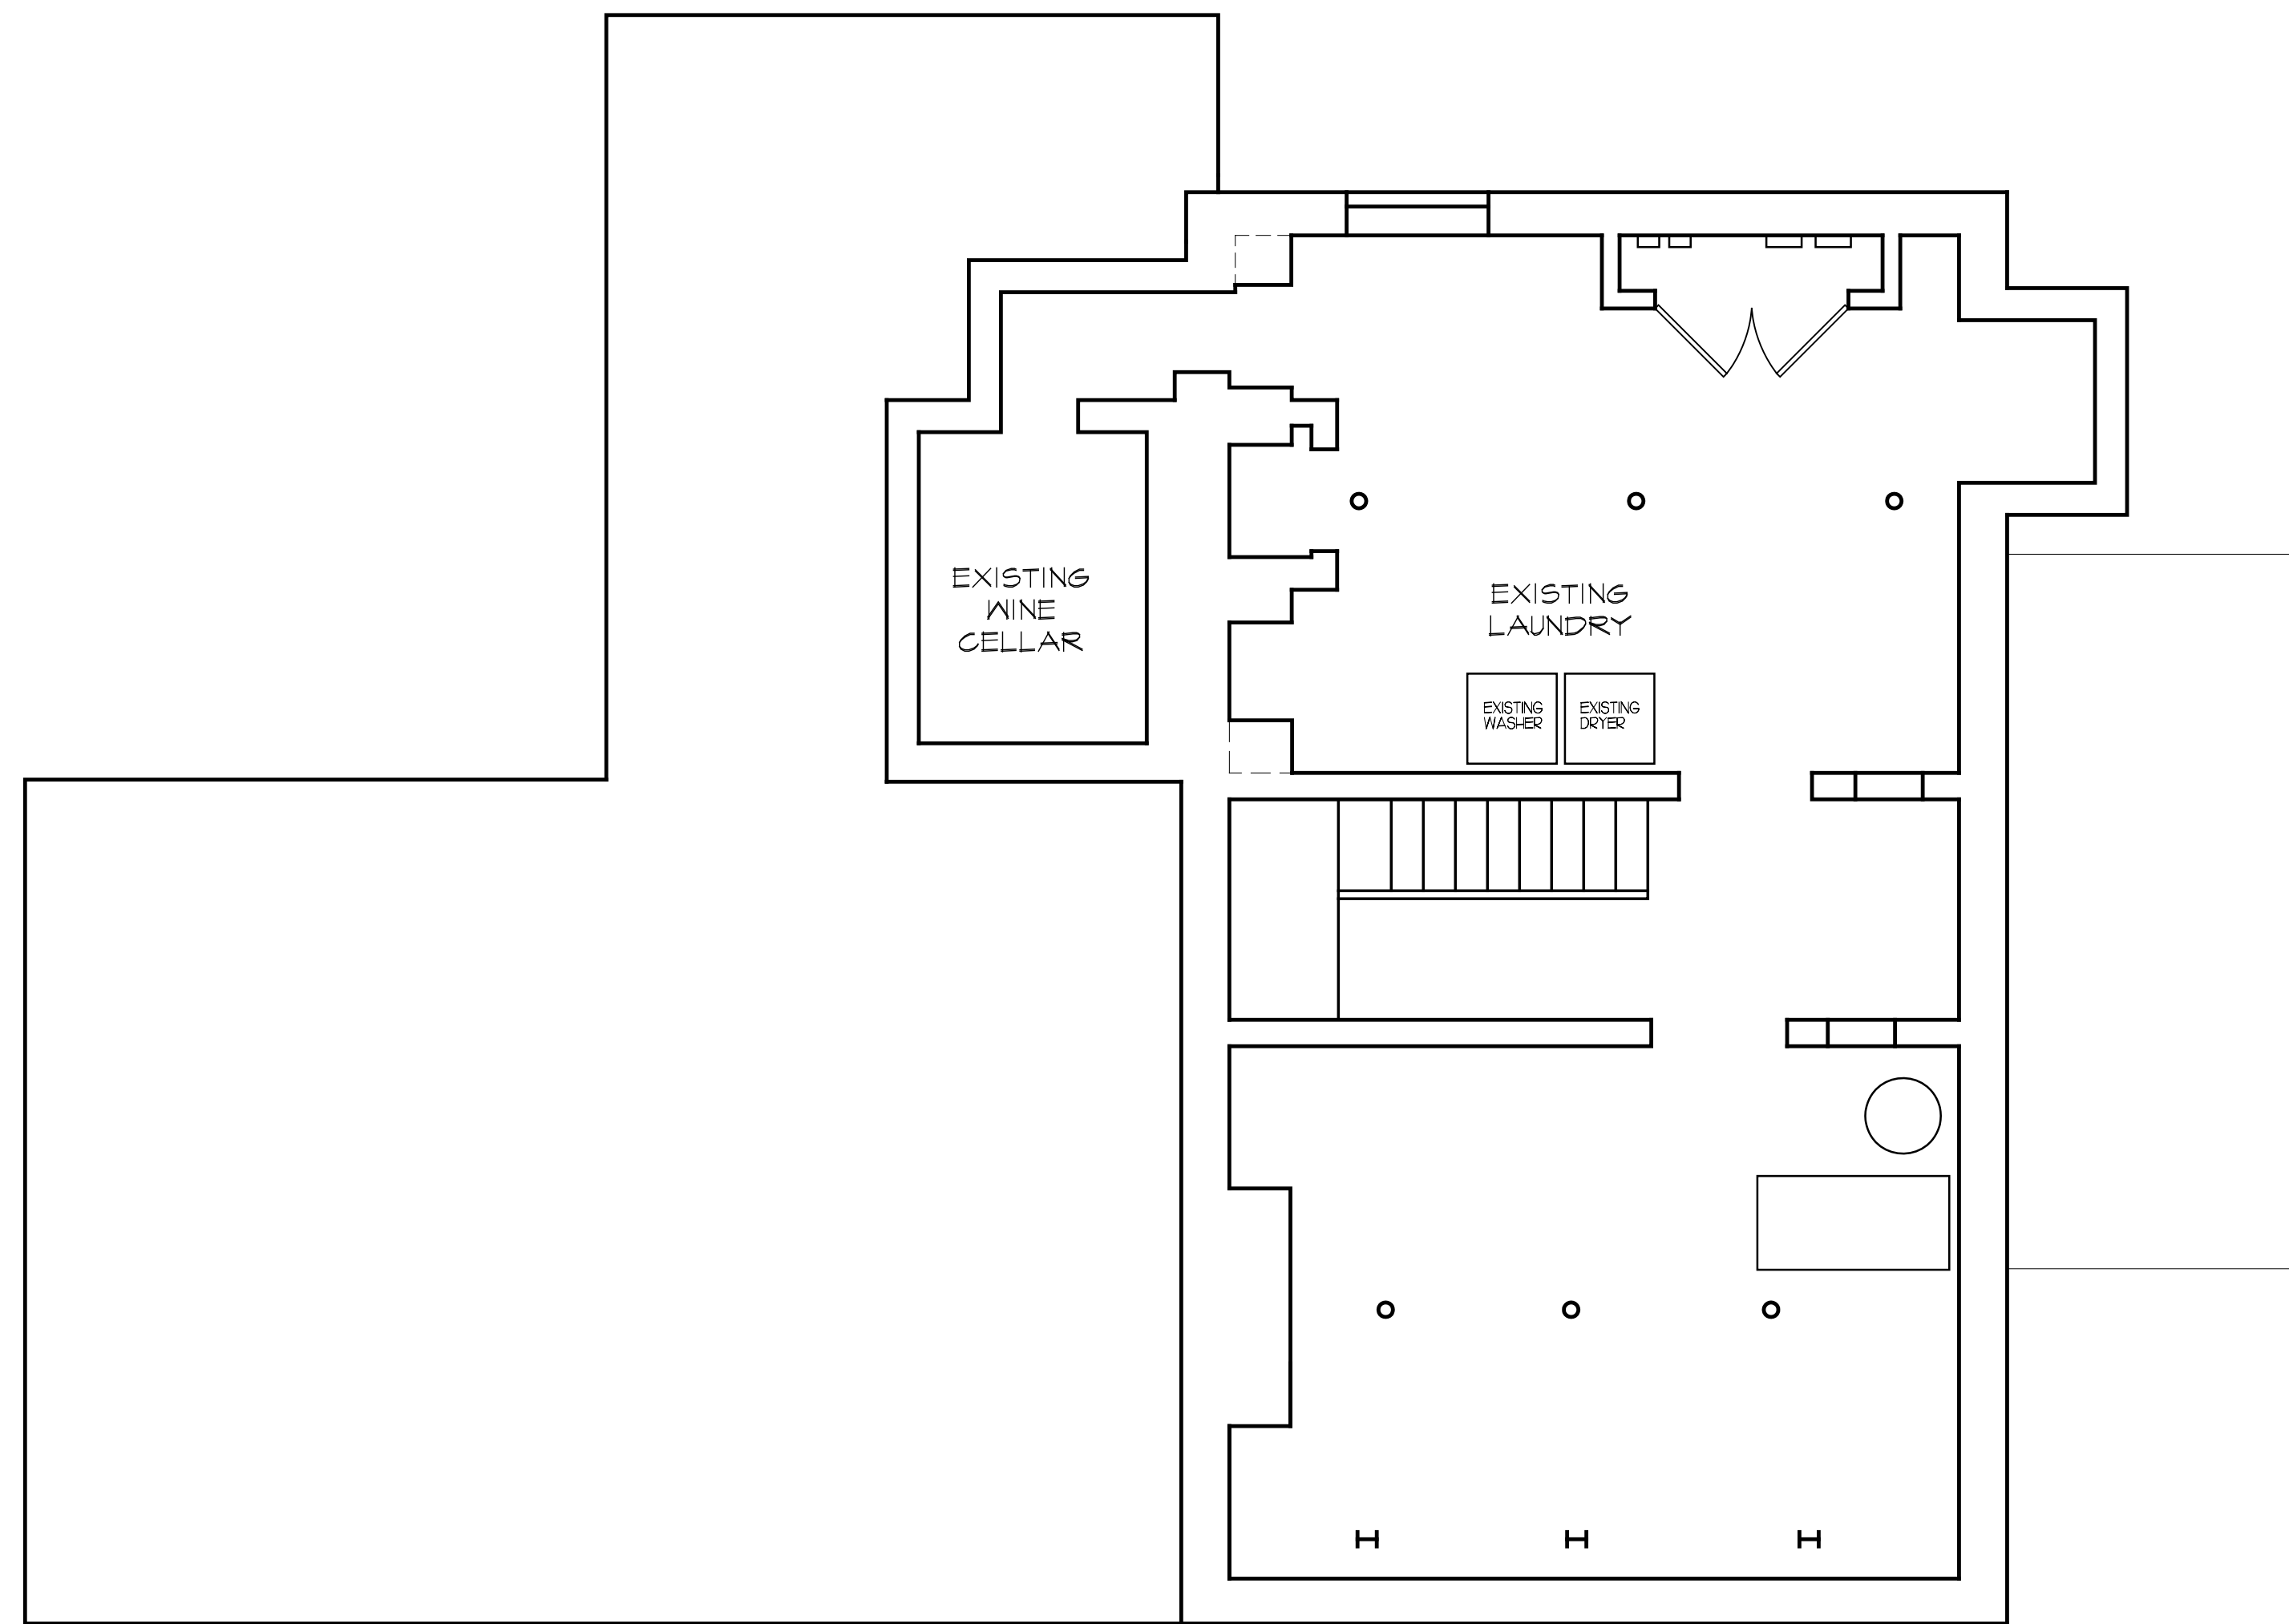 EXISTING
WINE
CELLAR
EXISTING
LAUNDRY
EXISTING
WASHER
EXISTING
DRYER